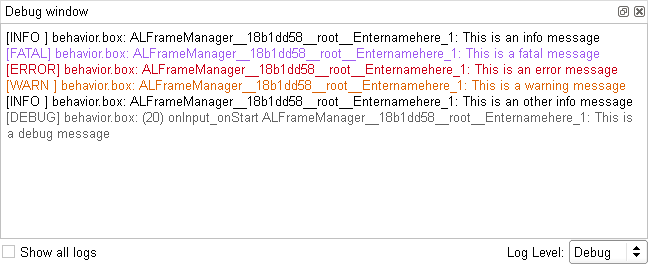 Debug window
[INFO ] behavior.box: ALFrameManager__18b1dd58__root__Enternamehere_1: This is an info message
[FATAL] behavior.box: ALFrameManager__18b1dd58__root__Enternamehere_1: This is a fatal message
[ERROR] behavior.box: ALFrameManager__18b1dd58__root__Enternamehere_1: This is an error message
[WARN ] behavior.box: ALFrameManager__18b1dd58__root__Enternamehere_1: This is a warning message
[INFO ] behavior.box: ALFrameManager__18b1dd58__root__Enternamehere_1: This is an other info message
[DEBUG] behavior.box: (20) onInput_onStart ALFrameManager__18b1dd58__root__Enternamehere_1: This is
a debug message
Show all logs
Log Level: Debug